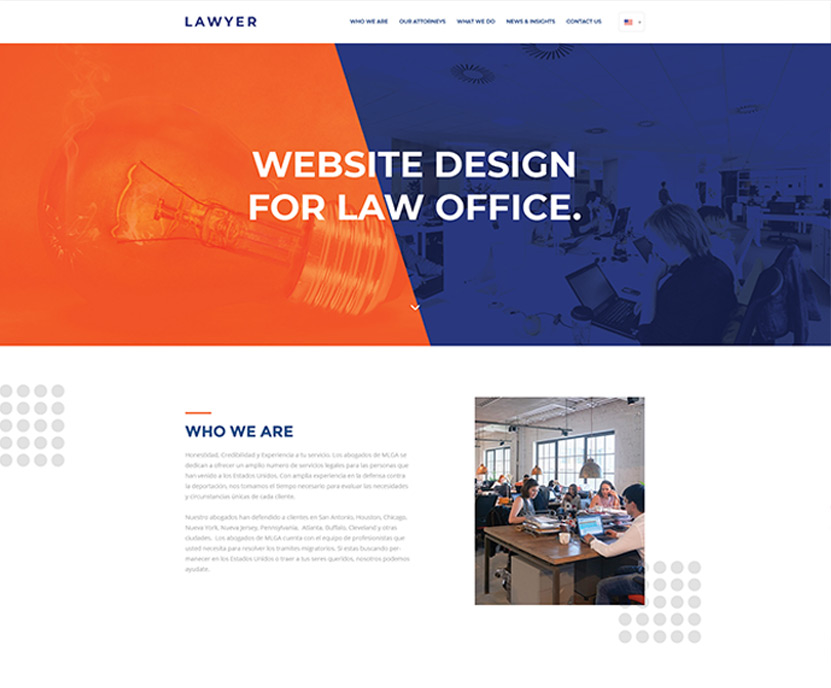 LAWYER
WHO WE ARE OUR ATTORNEYS WHAT WE DO NEWS & INSIGHTS CONTACT US
WEBSITE DESIGN
FOR LAW OFFICE.
WHO WE ARE
Honestidad, Credibilidad y Experiencia a tu servicio. Los abogados de MLGA se
dedican a ofrecer un amplio numero de servicios legales para las personas que
han venido a los Estados Unidos. Con amplia experiencia en la defensa contra
la deportación, nos tomamos el tiempo necesario para evaluar las necesidades
y circunstancias únicas de cada cliente.
Nuestro abogados han defendido a clientes en San Antonio, Houston, Chicago,
Nueva York, Nueva Jersey, Pennsylvania, Atlanta, Buffalo, Cleveland y otras
ciudades. Los abogados de MLGA cuenta con el equipo de profesionistas que
usted necesita para resolver los tramites migratorios. Si estas buscando per-
manecer en los Estados Unidos o traer a tus seres queridos, nosotros podemos
ayudate.